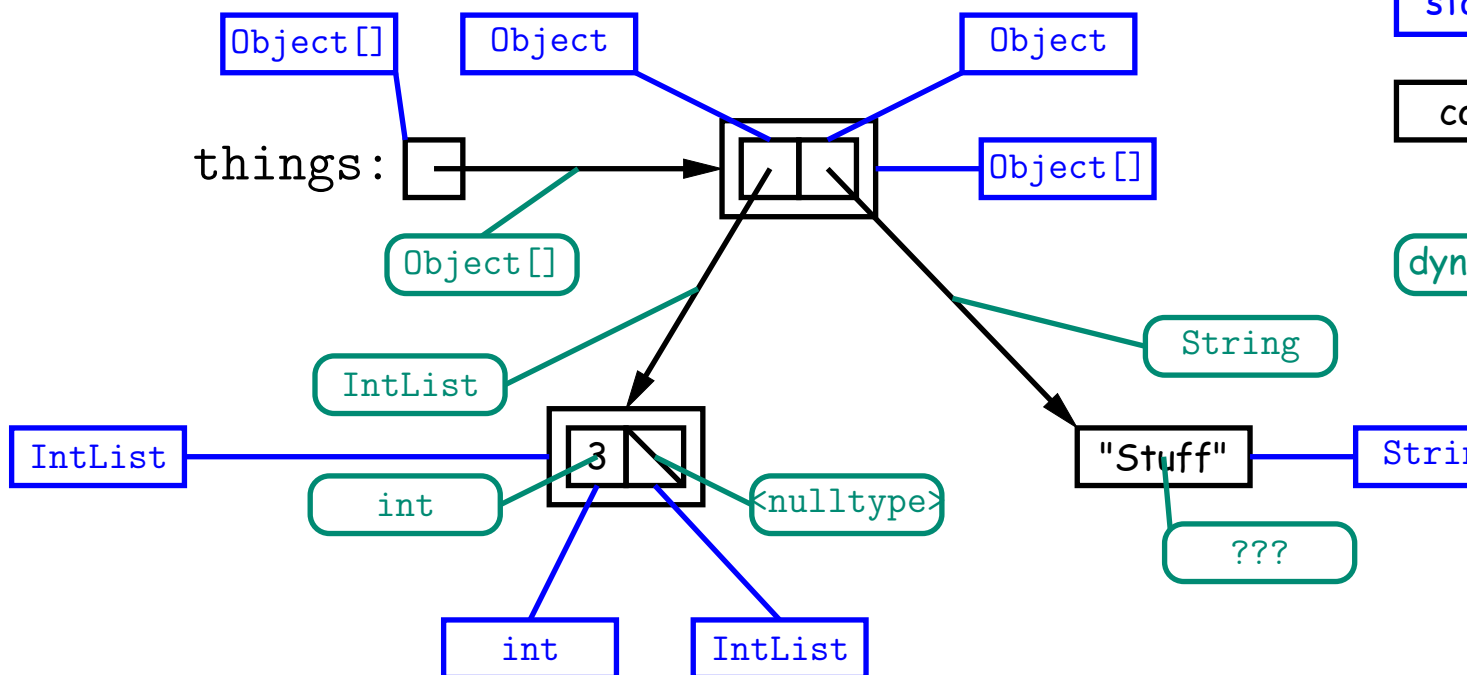 Object[]
Object
Object
things:
Object[]
Object[]
IntList
String
IntList
3
"Stuff"
int
<nulltype>
???
int
IntList